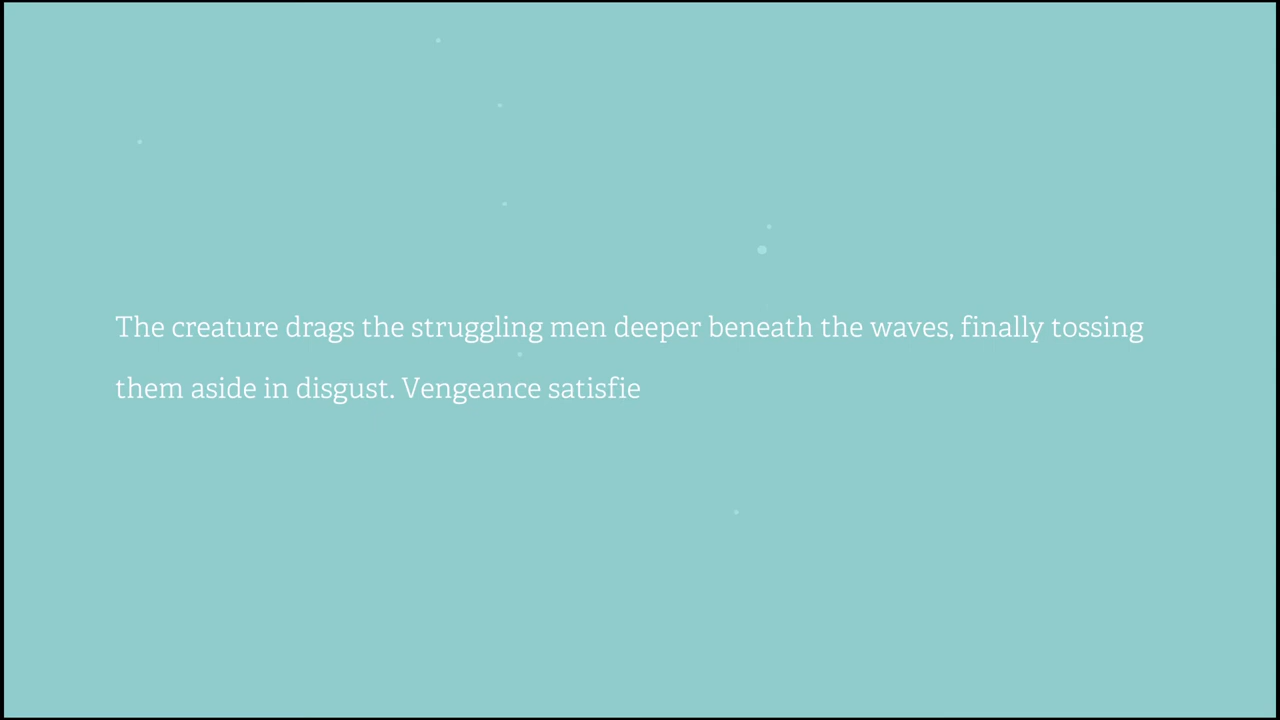 The creature drags the struggling men deeper beneath the waves, finally tossing
them aside in disgust. Vengeance satisfie